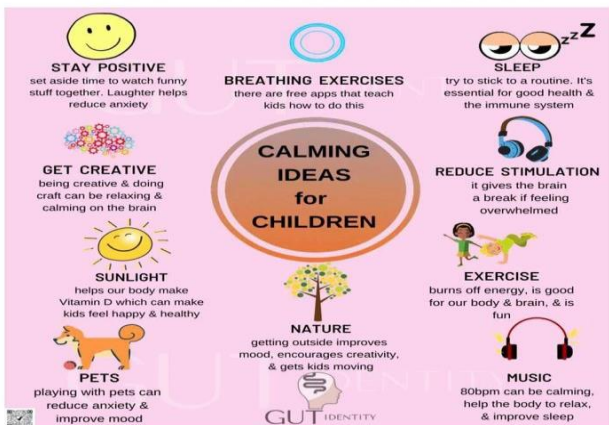 STAY POSITIVE
set aside time to watch funny
stuff together. Laughter helps
reduce anxiety
BREATHING EXERCISES
there are free apps that teach
kids how to do this
zzZZ
SLEEP
try to stick to a routine. It's
essential for good health &
the immune system
GET CREATIVE
being creative & doing
craft can be relaxing &
calming on the brain
CALMING
IDEAS
for
CHILDREN
REDUCE STIMULATION
it gives the brain
a break if feeling
overwhelmed
SUNLIGHT
helps our body make
Vitamin D which can make
kids feel happy & healthy
NATURE
getting outside improves
mood, encourages creativity,
& gets kids moving
EXERCISE
burns off energy, is good
for our body & brain, & is
fun
PETS
playing with pets can
reduce anxiety &
improve mood
MUSIC
80bpm can be calming,
help the body to relax,
& improve sleep
GUT IDENTITY